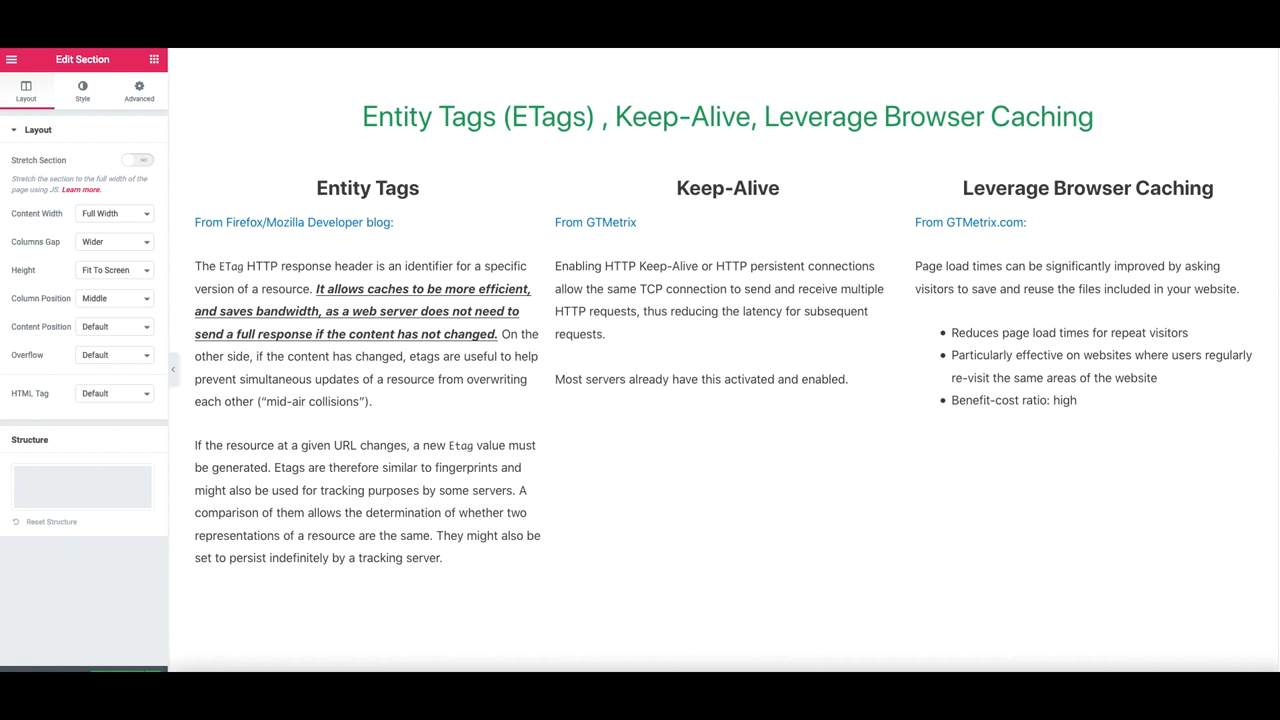 Edit Section
Layout
Style
Advanced
Layout
Stretch Section
NO
Stretch the section to the full width of the
page using JS. Learn more.
Content Width
Full Width
Columns Gap
Wider
Height
Fit To Screen
Column Position
Middle
Content Position
Default
Overflow
Default
HTML Tag
Default
Structure
Reset Structure
Entity Tags (ETags) , Keep-Alive, Leverage Browser Caching
Entity Tags
From Firefox/Mozilla Developer blog:
The ETag HTTP response header is an identifier for a specific
version of a resource. It allows caches to be more efficient,
and saves bandwidth, as a web server does not need to
send a full response if the content has not changed. On the
other side, if the content has changed, etags are useful to help
prevent simultaneous updates of a resource from overwriting
each other (“mid-air collisions”).
If the resource at a given URL changes, a new Etag value must
be generated. Etags are therefore similar to fingerprints and
might also be used for tracking purposes by some servers. A
comparison of them allows the determination of whether two
representations of a resource are the same. They might also be
set to persist indefinitely by a tracking server.
Keep-Alive
From GTMetrix
Enabling HTTP Keep-Alive or HTTP persistent connections
allow the same TCP connection to send and receive multiple
HTTP requests, thus reducing the latency for subsequent
requests.
Most servers already have this activated and enabled.
Leverage Browser Caching
From GTMetrix.com:
Page load times can be significantly improved by asking
visitors to save and reuse the files included in your website.
• Reduces page load times for repeat visitors
• Particularly effective on websites where users regularly
re-visit the same areas of the website
• Benefit-cost ratio: high